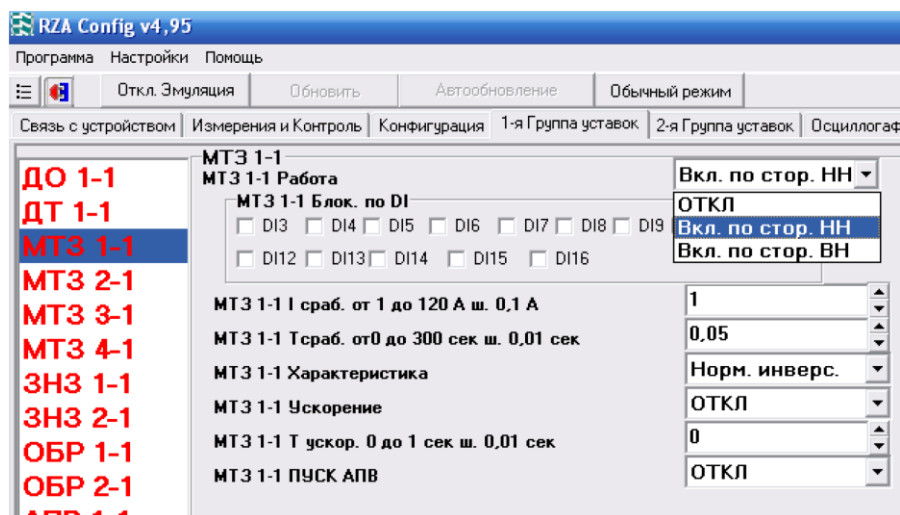 RZA Config v4,95
Программа Настройки Помощь
Откл. Эмуляция Обновить Автообновление Обычный режим
Связь с устройством Измерения и Контроль Конфигурация 1-я Группа уставок 2-я Группа уставок Осциллогаф
ДО 1-1
ДТ 1-1
МТЗ 1-1
МТЗ 2-1
МТЗ 3-1
МТЗ 4-1
ЗНЗ 1-1
ЗНЗ 2-1
ОБР 1-1
ОБР 2-1
МТЗ 1-1
МТЗ 1-1 Работа Вкл. по стор. НН
ОТКЛ
Вкл. по стор. НН
Вкл. по стор. ВН
МТЗ 1-1 Блок. по DI
DI3 DI4 DI5 DI6 DI7 DI8 DI9
DI12 DI13 DI14 DI15 DI16
МТЗ 1-1 I сраб. от 1 до 120 А ш. 0,1 А 1
МТЗ 1-1 Tсраб. от0 до 300 сек ш. 0,01 сек 0,05
МТЗ 1-1 Характеристика Норм. инверс.
МТЗ 1-1 Ускорение ОТКЛ
МТЗ 1-1 Т ускор. 0 до 1 сек ш. 0,01 сек 0
МТЗ 1-1 ПУСК АПВ ОТКЛ